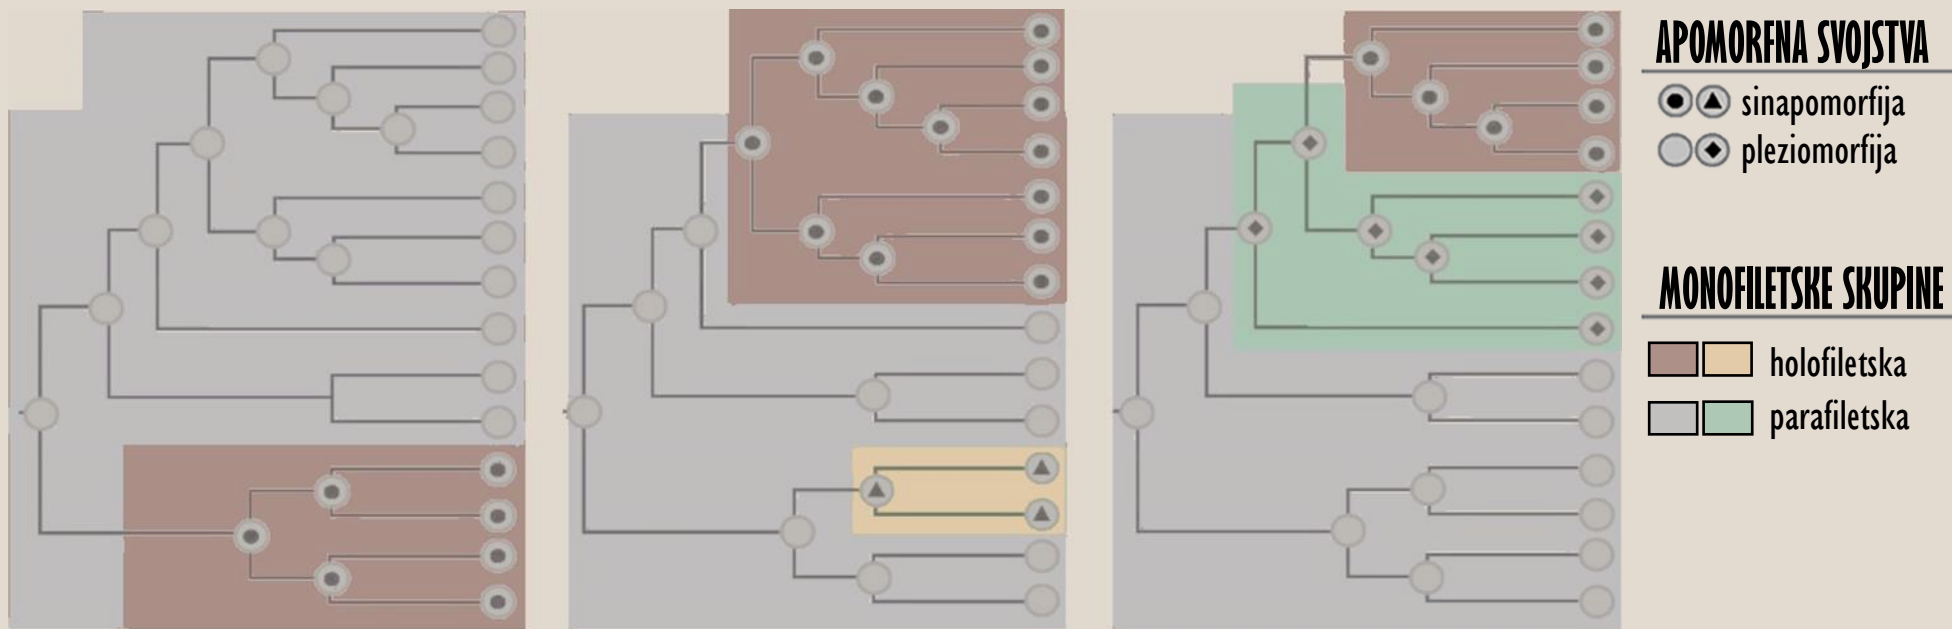 APOMORFNA SVOJSTVA
sinapomorfija
pleziomorfija
MONOFILETSKE SKUPINE
holofiletska
parafiletska